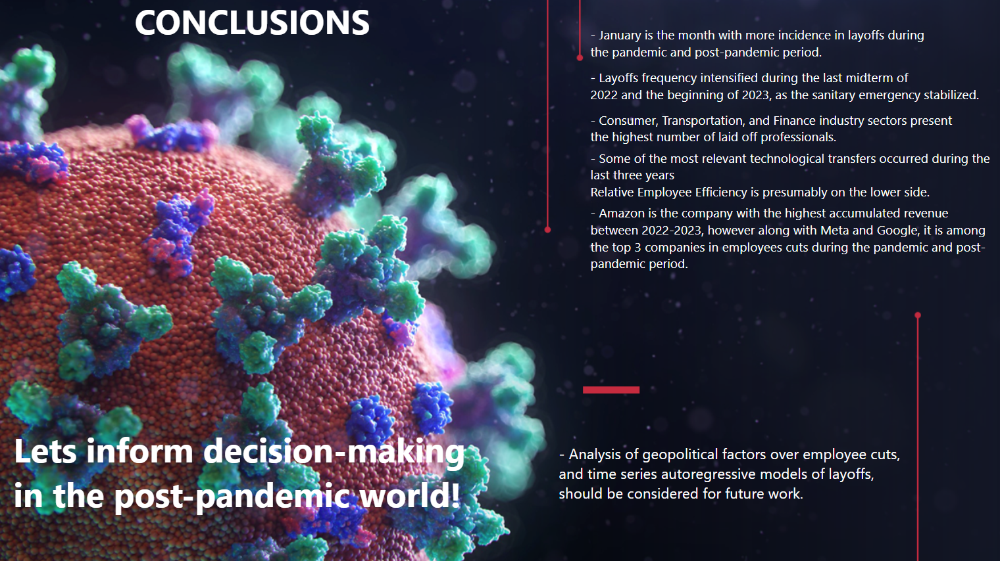 CONCLUSIONS
- January is the month with more incidence in layoffs during
the pandemic and post-pandemic period.
- Layoffs frequency intensified during the last midterm of
2022 and the beginning of 2023, as the sanitary emergency stabilized.
- Consumer, Transportation, and Finance industry sectors present
the highest number of laid off professionals.
- Some of the most relevant technological transfers occurred during the
last three years
Relative Employee Efficiency is presumably on the lower side.
- Amazon is the company with the highest accumulated revenue
between 2022-2023, however along with Meta and Google, it is among
the top 3 companies in employees cuts during the pandemic and post-
pandemic period.
Lets inform decision-making
in the post-pandemic world!
- Analysis of geopolitical factors over employee cuts,
and time series autoregressive models of layoffs,
should be considered for future work.